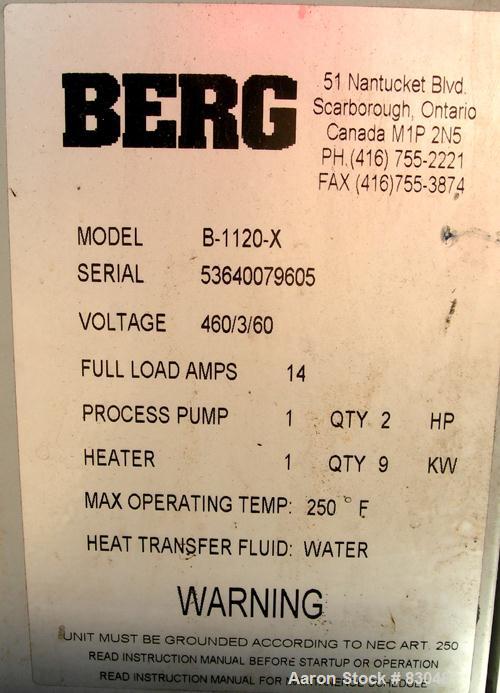 BERG
51 Nantucket Blvd.
Scarborough, Ontario
Canada M1P 2N5
PH.(416) 755-2221
FAX (416)755-3874
MODEL B-1120-X
SERIAL 53640079605
VOLTAGE 460/3/60
FULL LOAD AMPS 14
PROCESS PUMP 1 QTY 2 HP
HEATER 1 QTY 9 KW
MAX OPERATING TEMP: 250 ° F
HEAT TRANSFER FLUID: WATER
WARNING
UNIT MUST BE GROUNDED ACCORDING TO NEC ART. 250
READ INSTRUCTION MANUAL BEFORE STARTUP OR OPERATION
READ INSTRUCTION MANUAL FOR
Aaron Stock #